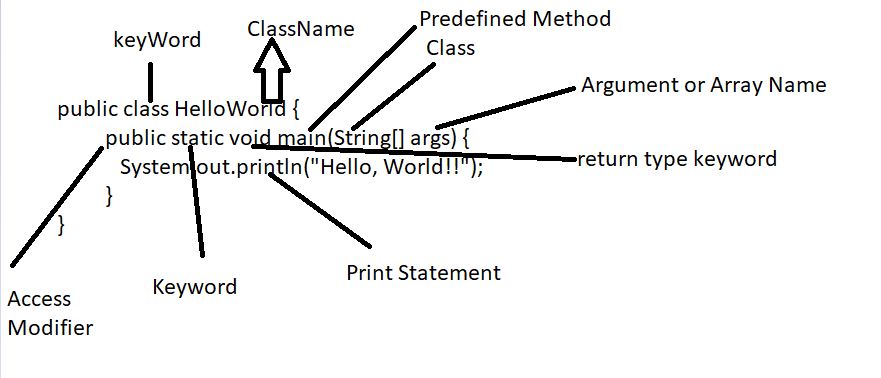 Predefined Method
ClassName
keyWord
Class
Argument or Array Name
public class HelloWorld {
public static void main(String[] args) {
return type keyword
System.out.println("Hello, World!!");
}
}
Print Statement
Keyword
Access
Modifier